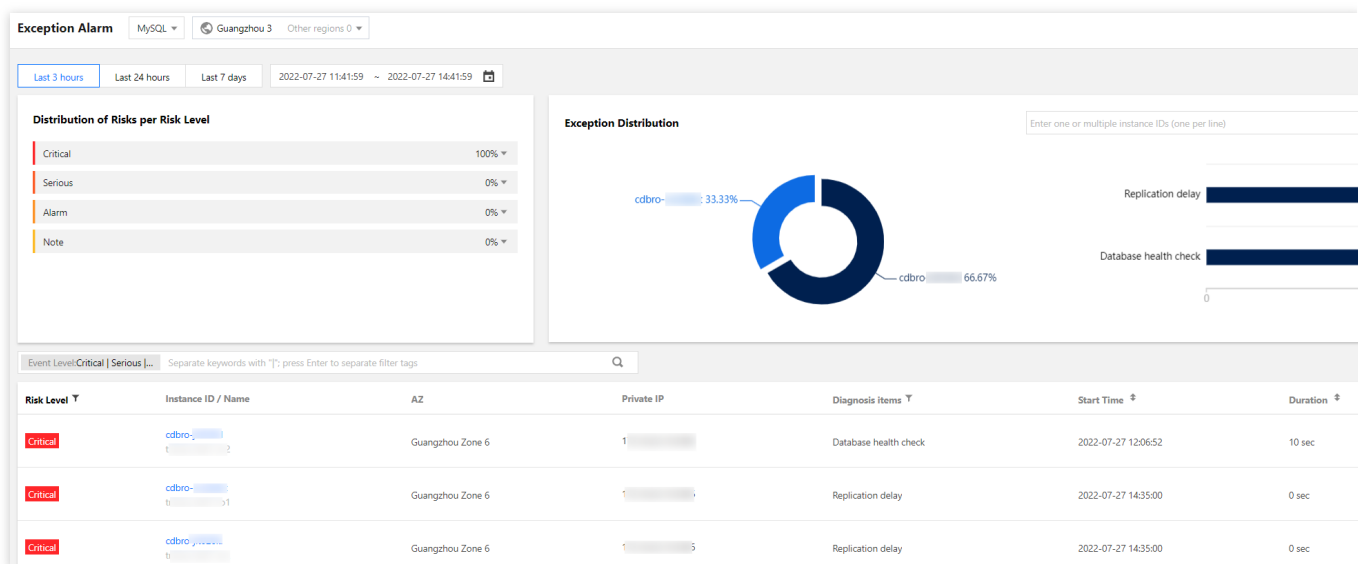 Exception Alarm MySQL Guangzhou 3 Other regions 0
Last 3 hours Last 24 hours Last 7 days 2022-07-27 11:41:59 ~ 2022-07-27 14:41:59
Distribution of Risks per Risk Level
Critical 100%
Serious 0%
Alarm 0%
Note 0%
Exception Distribution
Enter one or multiple instance IDs (one per line)
cdbro- : 33.33%
cdbro- 66.67%
Replication delay
Database health check
0
Event Level:Critical | Serious |... Separate keywords with "|"; press Enter to separate filter tags
Risk Level Instance ID / Name AZ Private IP Diagnosis items Start Time Duration
Critical cdbro- Guangzhou Zone 6 Database health check 2022-07-27 12:06:52 10 sec
Critical cdbro- Guangzhou Zone 6 Replication delay 2022-07-27 14:35:00 0 sec
Critical cdbro- Guangzhou Zone 6 Replication delay 2022-07-27 14:35:00 0 sec